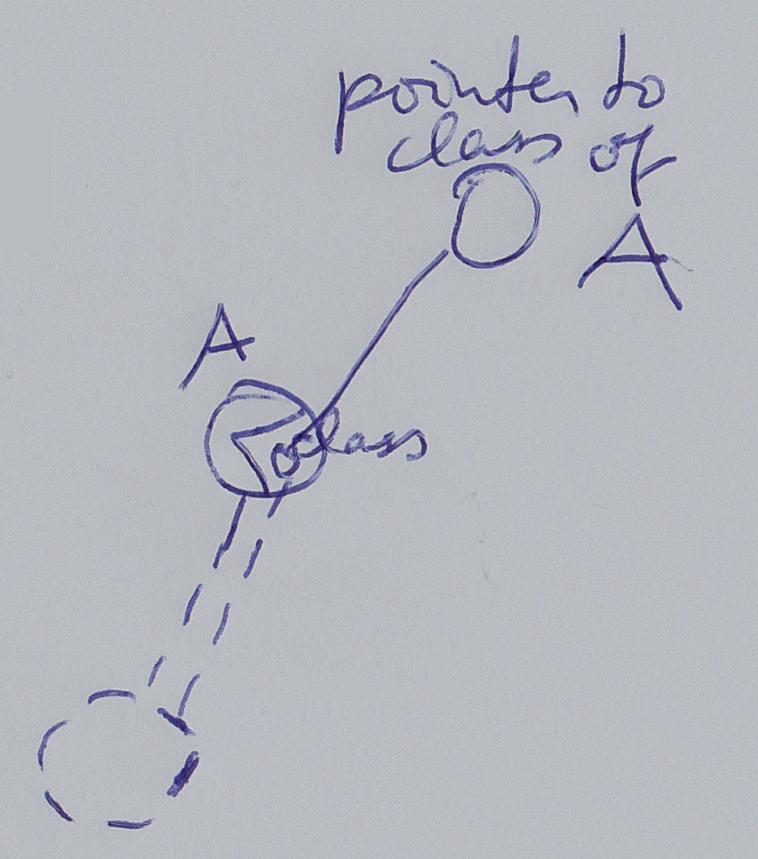 pointer to
class of
A
A
class